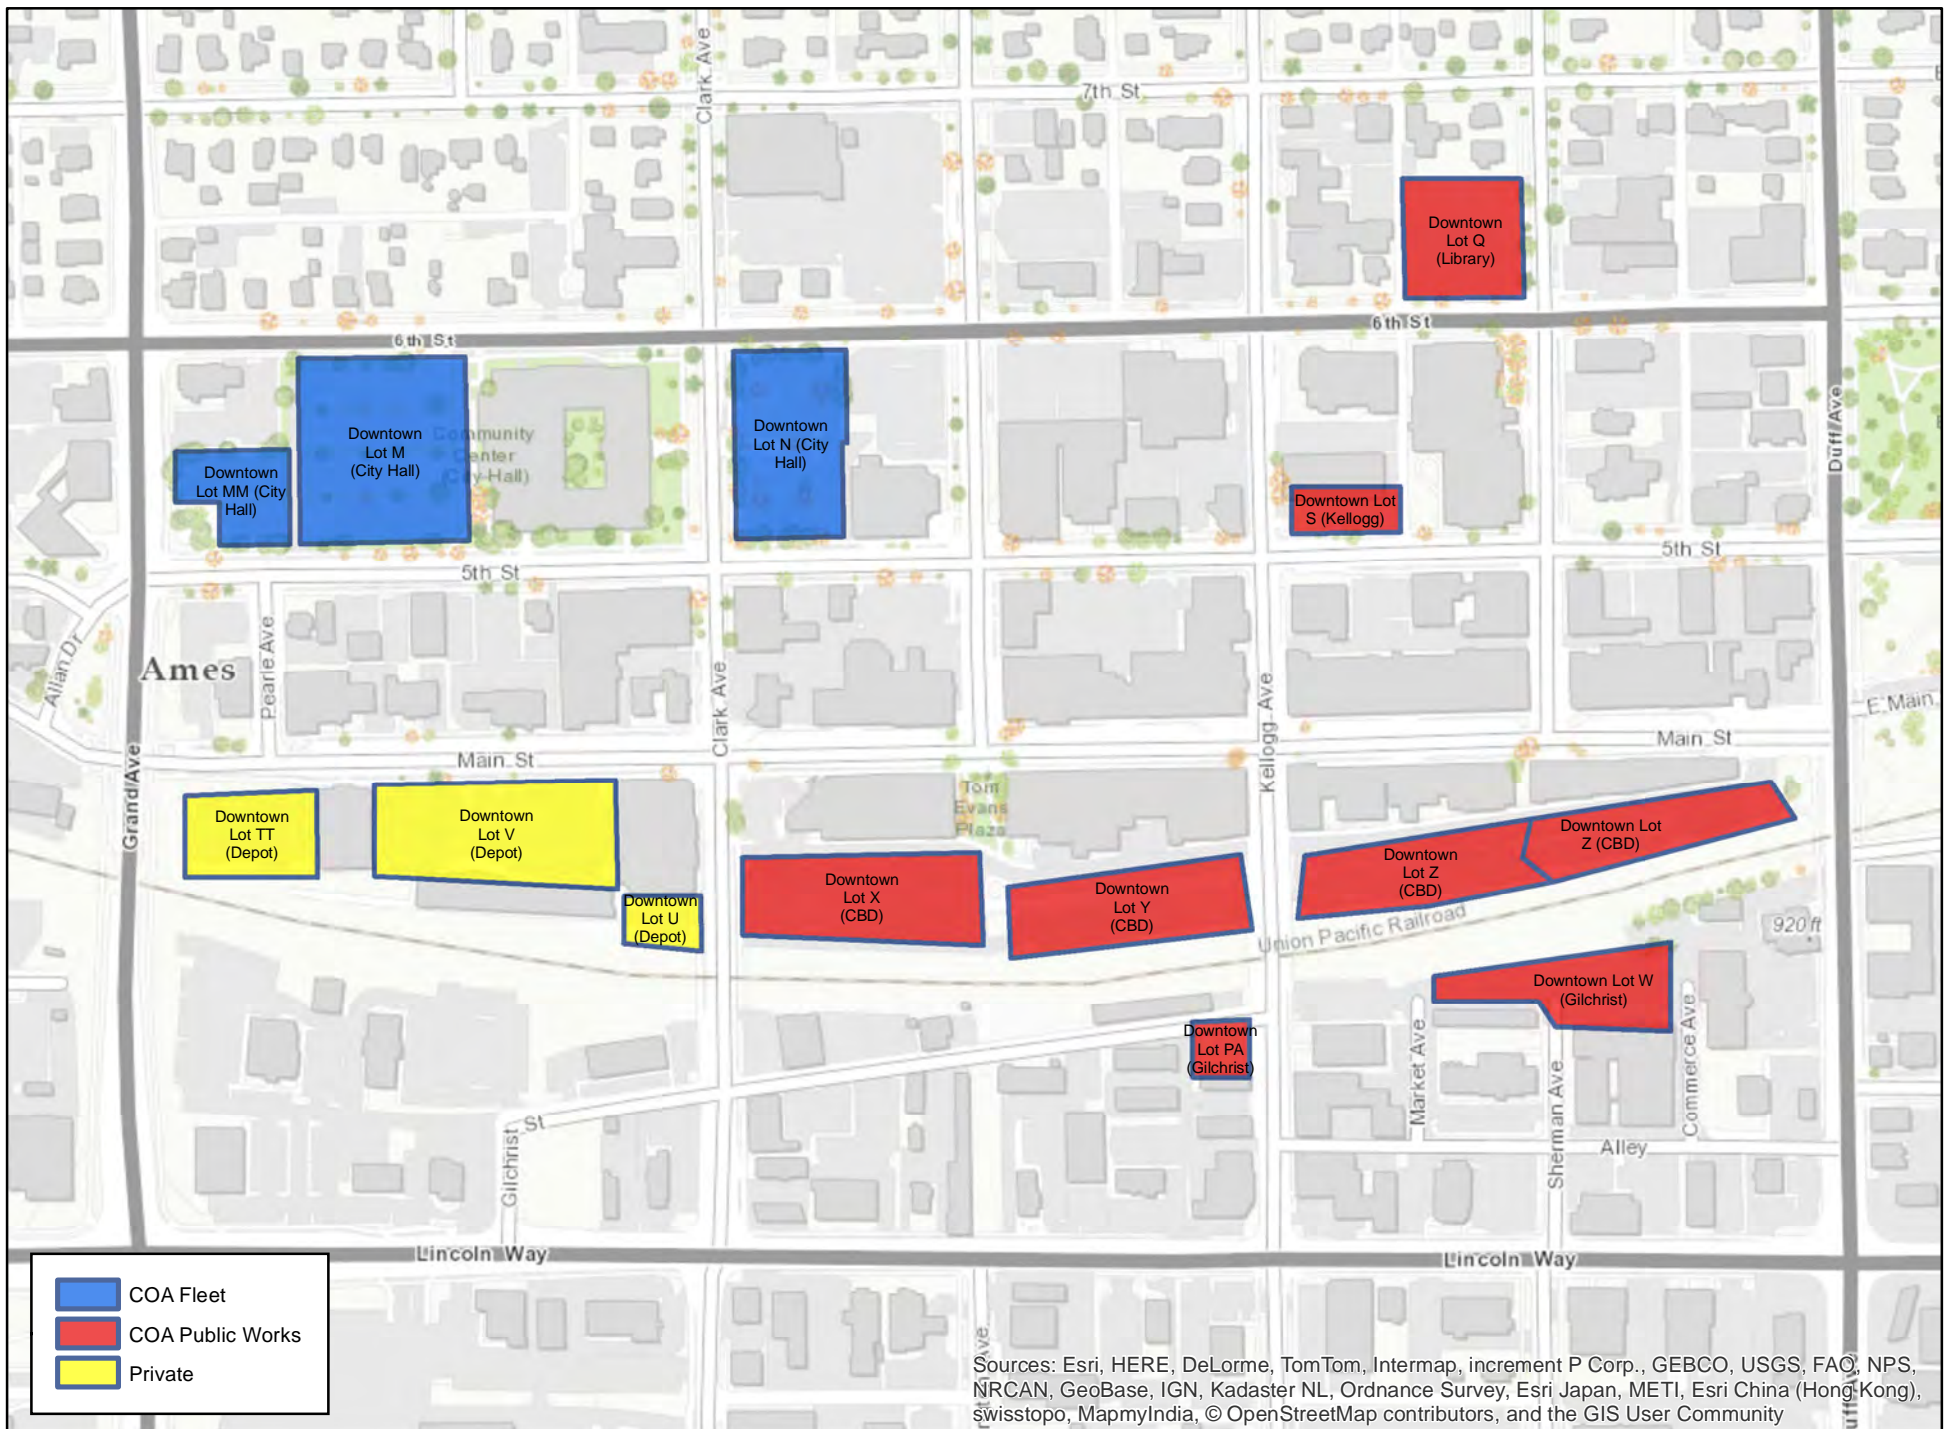 Clark Ave
7th St
Downtown
Lot Q
(Library)
6th St
6th St
Downtown
Lot M
(City Hall)
Community
Center
(City Hall)
Downtown
Lot N (City
Hall)
Downtown
Lot MM (City
Hall)
Downtown Lot
S (Kellogg)
Duff Ave
5th St
5th St
Allan Dr
Ames
Pearle Ave
Clark Ave
Kellogg Ave
E Main
Main St
Main St
Grand Ave
Downtown
Lot TT
(Depot)
Downtown
Lot V
(Depot)
Tom
Evans
Plaza
Downtown
Lot U
(Depot)
Downtown
Lot X
(CBD)
Downtown
Lot Y
(CBD)
Downtown
Lot Z
(CBD)
Downtown Lot
Z (CBD)
Union Pacific Railroad
920 ft
Downtown Lot W
(Gilchrist)
Downtown
Lot PA
(Gilchrist)
Market Ave
Sherman Ave
Commerce Ave
Gilchrist St
Alley
Lincoln Way
Lincoln Way
COA Fleet
COA Public Works
Private
Sources: Esri, HERE, DeLorme, TomTom, Intermap, increment P Corp., GEBCO, USGS, FAO, NPS,
NRCAN, GeoBase, IGN, Kadaster NL, Ordnance Survey, Esri Japan, METI, Esri China (Hong Kong),
swisstopo, MapmyIndia, © OpenStreetMap contributors, and the GIS User Community